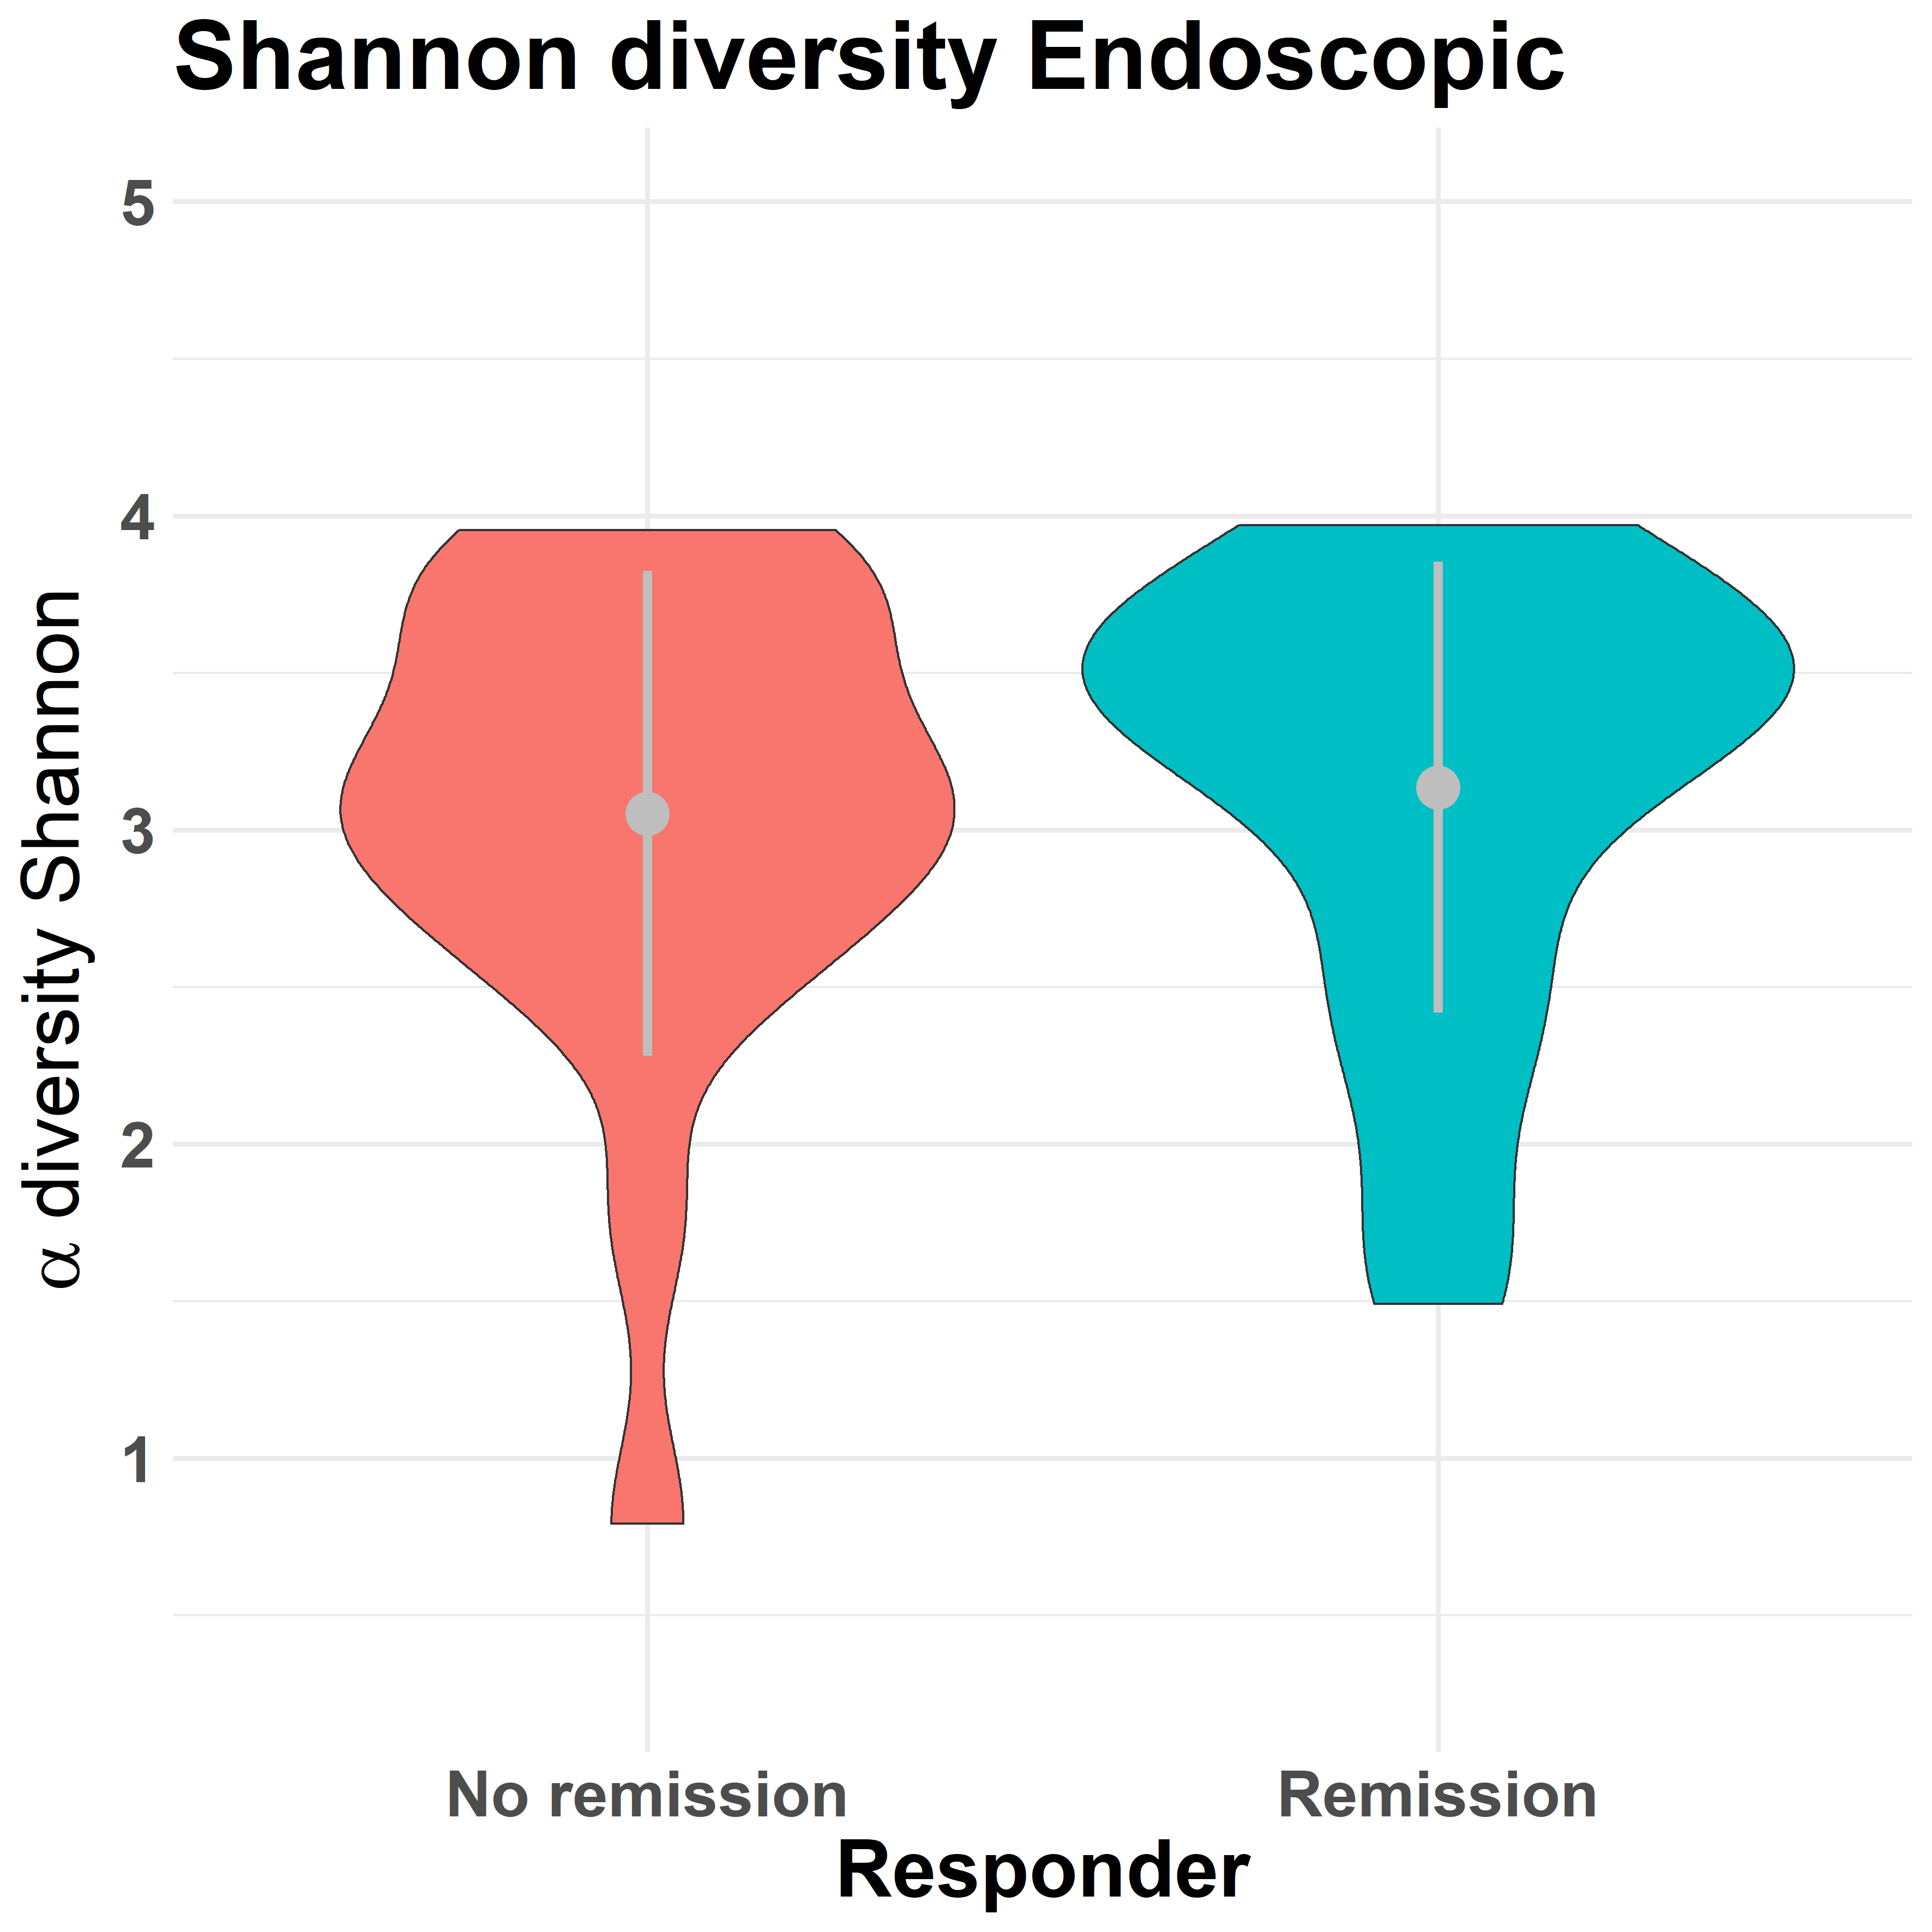 Shannon diversity Endoscopic
α diversity Shannon
5
4
3
2
1
No remission
Remission
Responder